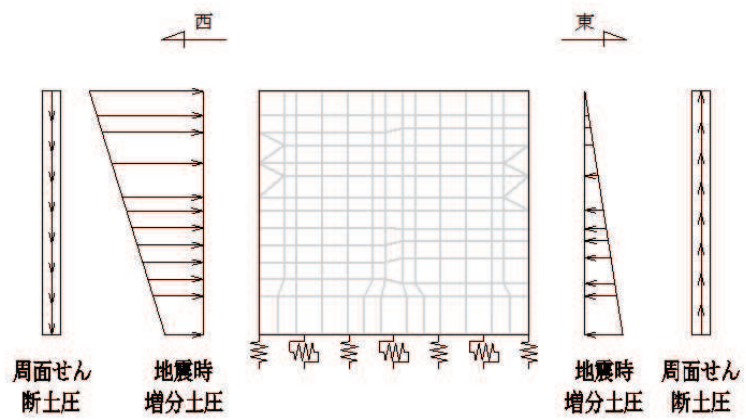 西
東
周面せん
断土圧
地震時
増分土圧
地震時
増分土圧
周面せん
断土圧